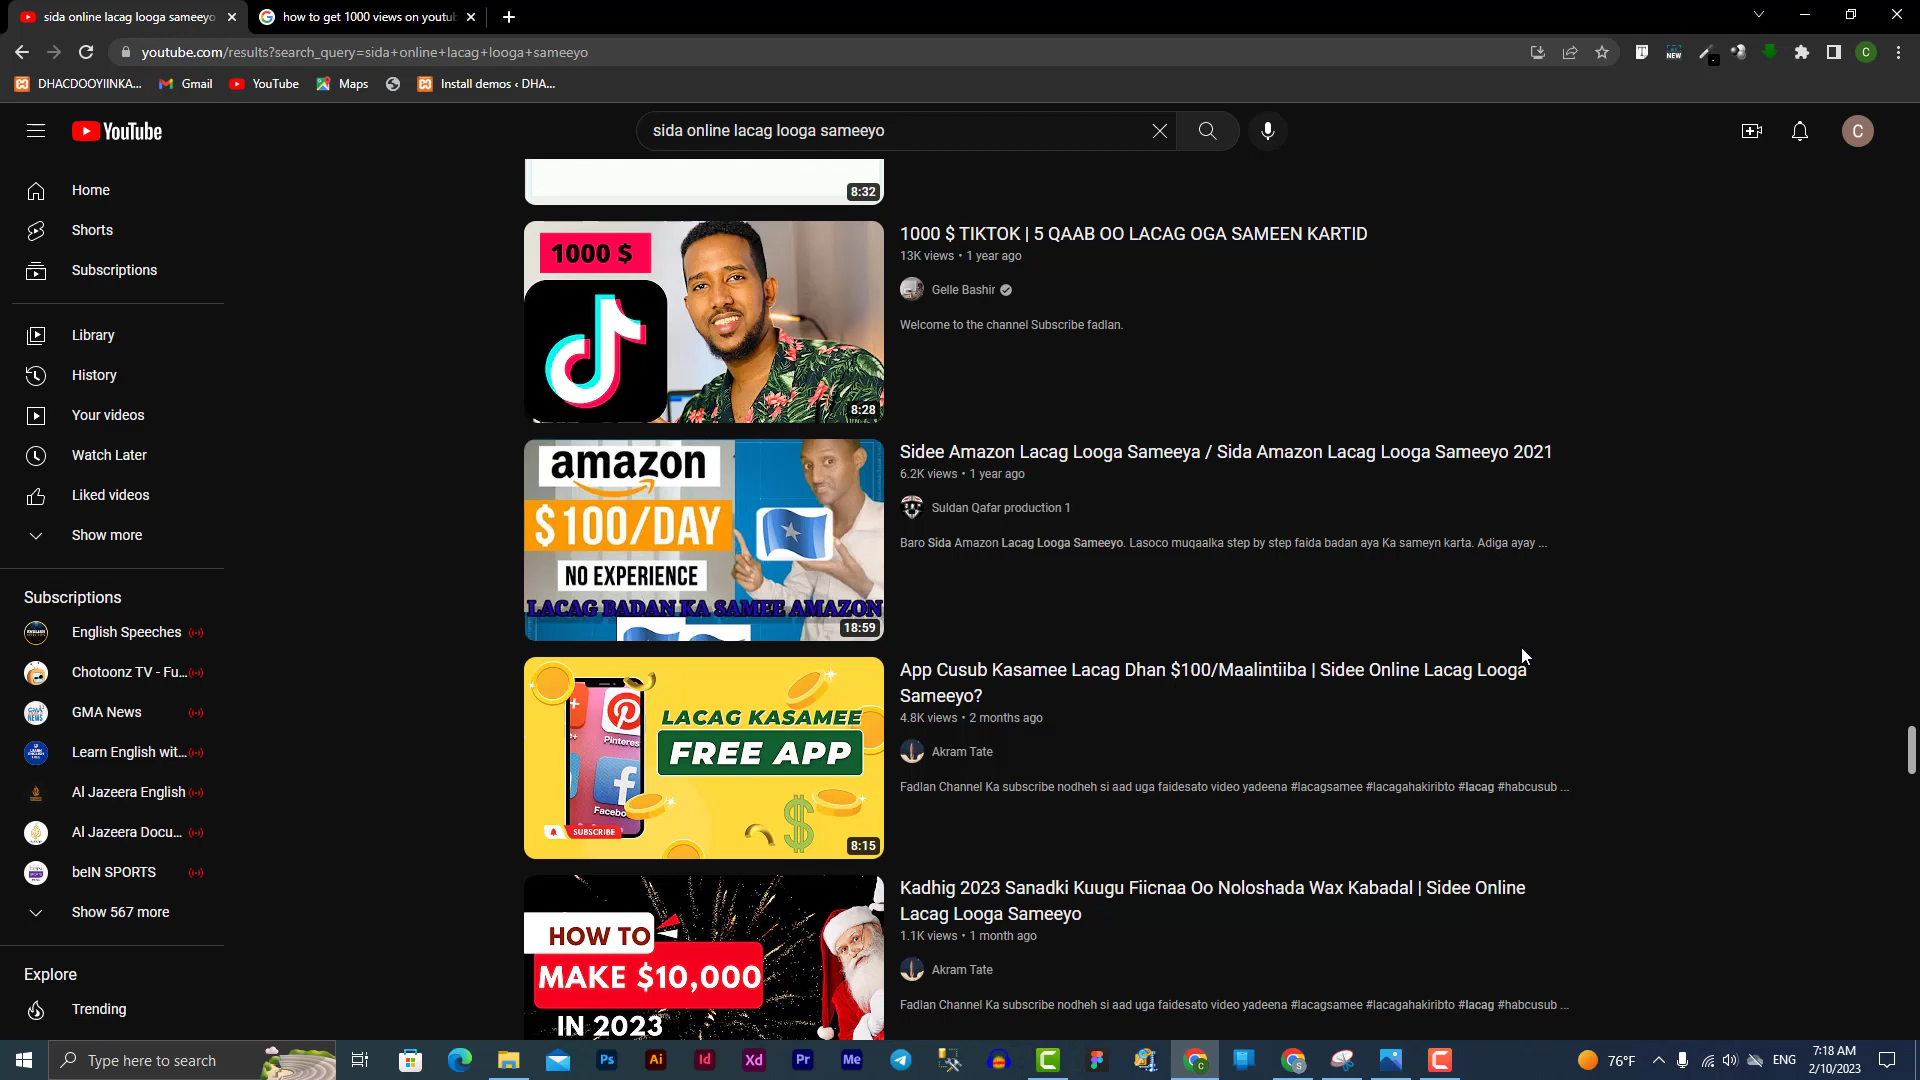 sida online lacag looga sameeyo
how to get 1000 views on youtu
youtube.com/results?search_query=sida+online+lacag+looga+sameeyo
DHACDOOYIINKA...
Gmail
YouTube
Maps
Install demos ‹ DHA...
YouTube
sida online lacag looga sameeyo
C
Home
Shorts
Subscriptions
Library
History
Your videos
Watch Later
Liked videos
Show more
Subscriptions
English Speeches
Chotoonz TV - Fu...
GMA News
Learn English wit...
Al Jazeera English
Al Jazeera Docu...
beIN SPORTS
Show 567 more
Explore
Trending
8:32
1000 $
8:28
1000 $ TIKTOK | 5 QAAB OO LACAG OGA SAMEEN KARTID
13K views • 1 year ago
Gelle Bashir
Welcome to the channel Subscribe fadlan.
amazon
$100/DAY
NO EXPERIENCE
LACAG BADAN KA SAMEE AMAZON
18:59
Sidee Amazon Lacag Looga Sameeya / Sida Amazon Lacag Looga Sameeyo 2021
6.2K views • 1 year ago
Suldan Qafar production 1
Baro Sida Amazon Lacag Looga Sameeyo. Lasoco muqaalka step by step faida badan aya Ka sameyn karta. Adiga ayay ...
Pinteres
Facebo
LACAG KASAMEE
FREE APP
SUBSCRIBE
8:15
App Cusub Kasamee Lacag Dhan $100/Maalintiiba | Sidee Online Lacag Looga
Sameeyo?
4.8K views • 2 months ago
Akram Tate
Fadlan Channel Ka subscribe nodheh si aad uga faidesato video yadeena #lacagsamee #lacagahakiribto #lacag #habcusub ...
HOW TO
MAKE $10,000
IN 2023
Kadhig 2023 Sanadki Kuugu Fiicnaa Oo Noloshada Wax Kabadal | Sidee Online
Lacag Looga Sameeyo
1.1K views • 1 month ago
Akram Tate
Fadlan Channel Ka subscribe nodheh si aad uga faidesato video yadeena #lacagsamee #lacagahakiribto #lacag #habcusub ...
Type here to search
Ps
Ai
Id
Xd
Pr
Me
76°F
ENG
7:18 AM
2/10/2023